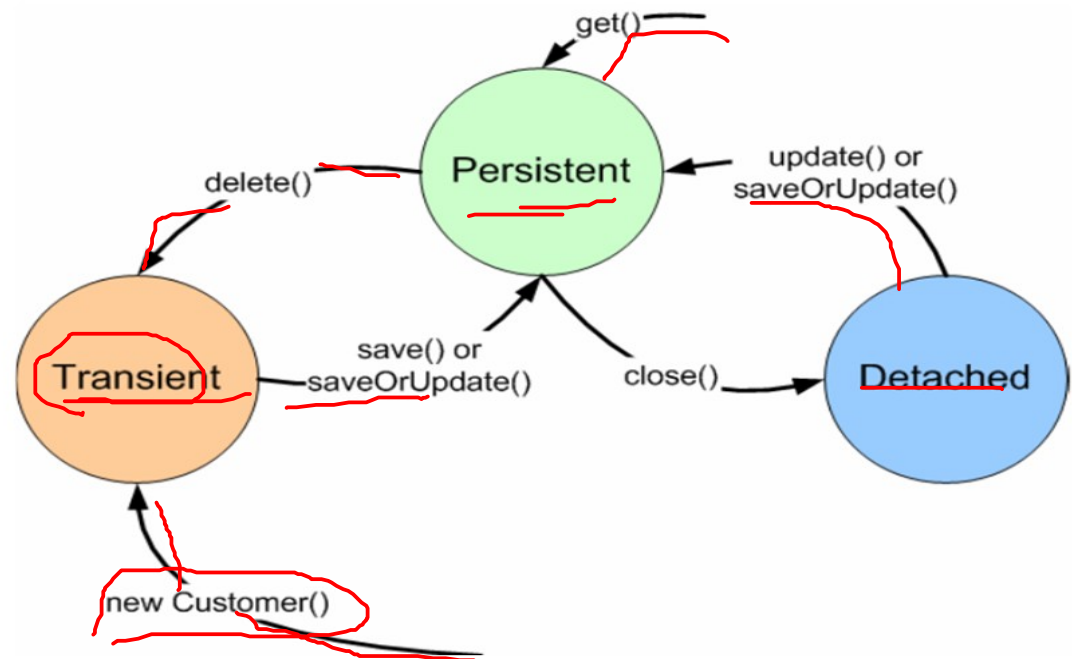 get()
Persistent
update() or
saveOrUpdate()
delete()
Transient
save() or
saveOrUpdate()
close()
Detached
new Customer()